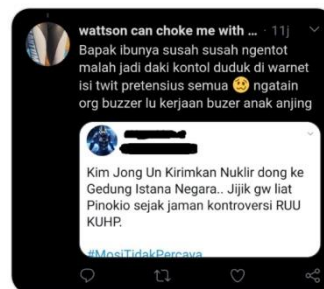 wattson can choke me with ... · 11j
Bapak ibunya susah susah ngentot
malah jadi daki kontol duduk di warnet
isi twit pretensius semua 🥴 ngatain
org buzzer lu kerjaan buzer anak anjing
Kim Jong Un Kirimkan Nuklir dong ke
Gedung Istana Negara.. Jijik gw liat
Pinokio sejak jaman kontroversi RUU
KUHP.
#MosiTidakPercaya